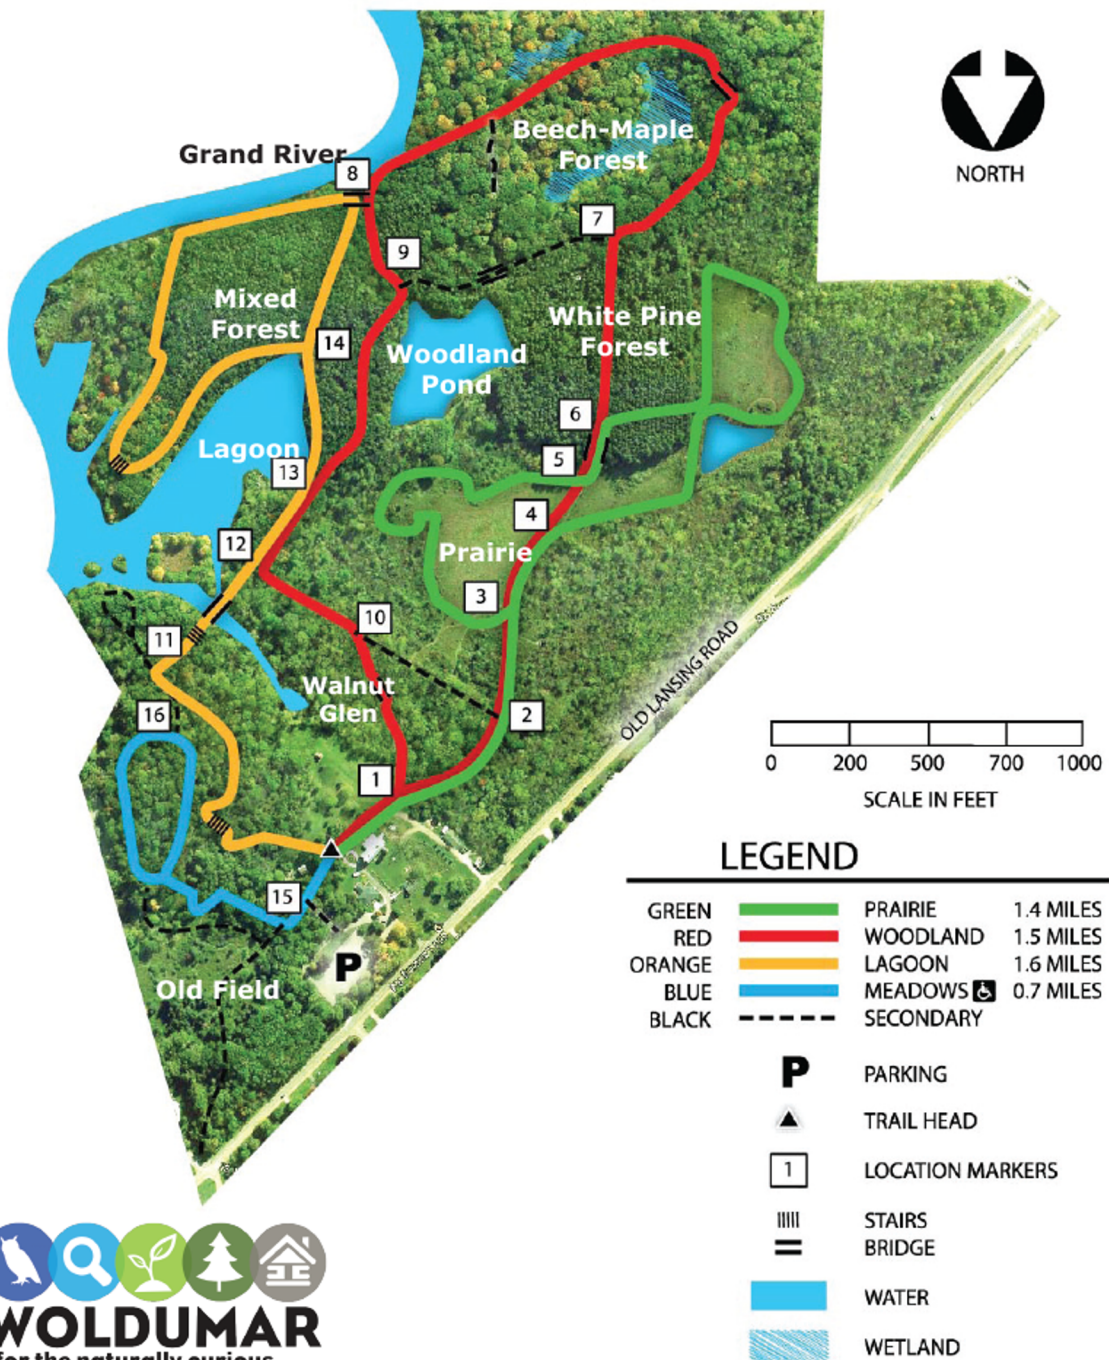 Grand River
8
Beech-Maple
Forest
NORTH
7
9
Mixed
Forest
14
White Pine
Forest
Woodland
Pond
6
Lagoon
5
13
4
12
Prairie
3
10
11
OLD LANSING ROAD
Walnut
Glen
16
2
1
0 200 500 700 1000
SCALE IN FEET
15
P
Old Field
LEGEND
GREEN PRAIRIE 1.4 MILES
RED WOODLAND 1.5 MILES
ORANGE LAGOON 1.6 MILES
BLUE MEADOWS 0.7 MILES
BLACK SECONDARY
P PARKING
TRAIL HEAD
1 LOCATION MARKERS
STAIRS
BRIDGE
WATER
WETLAND
WOLDUMAR
for the naturally curious